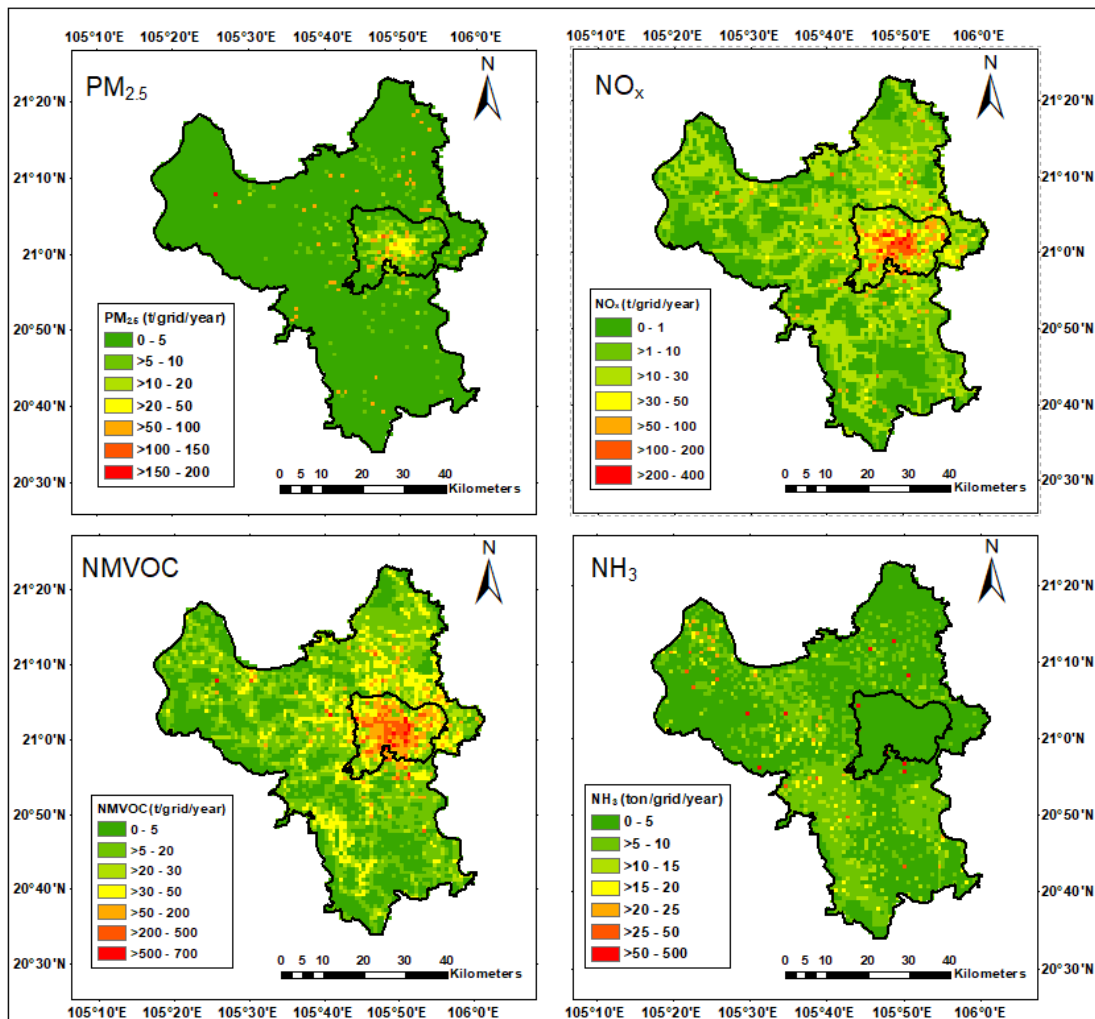 105°10'E 105°20'E 105°30'E 105°40'E 105°50'E 106°0'E
105°10'E 105°20'E 105°30'E 105°40'E 105°50'E 106°0'E
PM2.5
N
21°20'N
21°10'N
21°0'N
20°50'N
20°40'N
20°30'N
PM2.5 (t/grid/year)
0 - 5
>5 - 10
>10 - 20
>20 - 50
>50 - 100
>100 - 150
>150 - 200
0 5 10 20 30 40
Kilometers
NOx
N
21°20'N
21°10'N
21°0'N
20°50'N
20°40'N
20°30'N
NOx (t/grid/year)
0 - 1
>1 - 10
>10 - 30
>30 - 50
>50 - 100
>100 - 200
>200 - 400
0 5 10 20 30 40
Kilometers
NMVOC
N
21°20'N
21°10'N
21°0'N
20°50'N
20°40'N
20°30'N
NMVOC (t/grid/year)
0 - 5
>5 - 20
>20 - 30
>30 - 50
>50 - 200
>200 - 500
>500 - 700
0 5 10 20 30 40
Kilometers
NH3
N
21°20'N
21°10'N
21°0'N
20°50'N
20°40'N
20°30'N
NH3 (ton/grid/year)
0 - 5
>5 - 10
>10 - 15
>15 - 20
>20 - 25
>25 - 50
>50 - 500
0 5 10 20 30 40
Kilometers
105°10'E 105°20'E 105°30'E 105°40'E 105°50'E 106°0'E
105°10'E 105°20'E 105°30'E 105°40'E 105°50'E 106°0'E